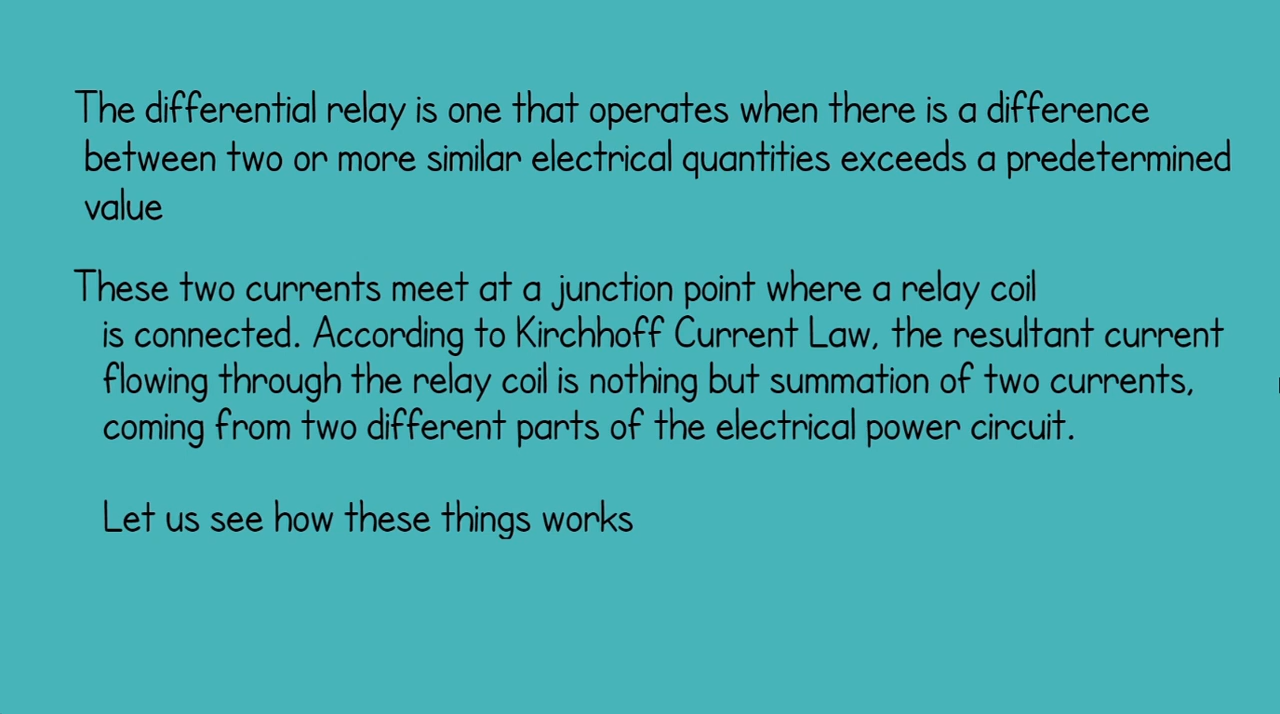 The differential relay is one that operates when there is a difference
between two or more similar electrical quantities exceeds a predetermined
value
These two currents meet at a junction point where a relay coil
is connected. According to Kirchhoff Current Law, the resultant current
flowing through the relay coil is nothing but summation of two currents,
coming from two different parts of the electrical power circuit.
Let us see how these things works